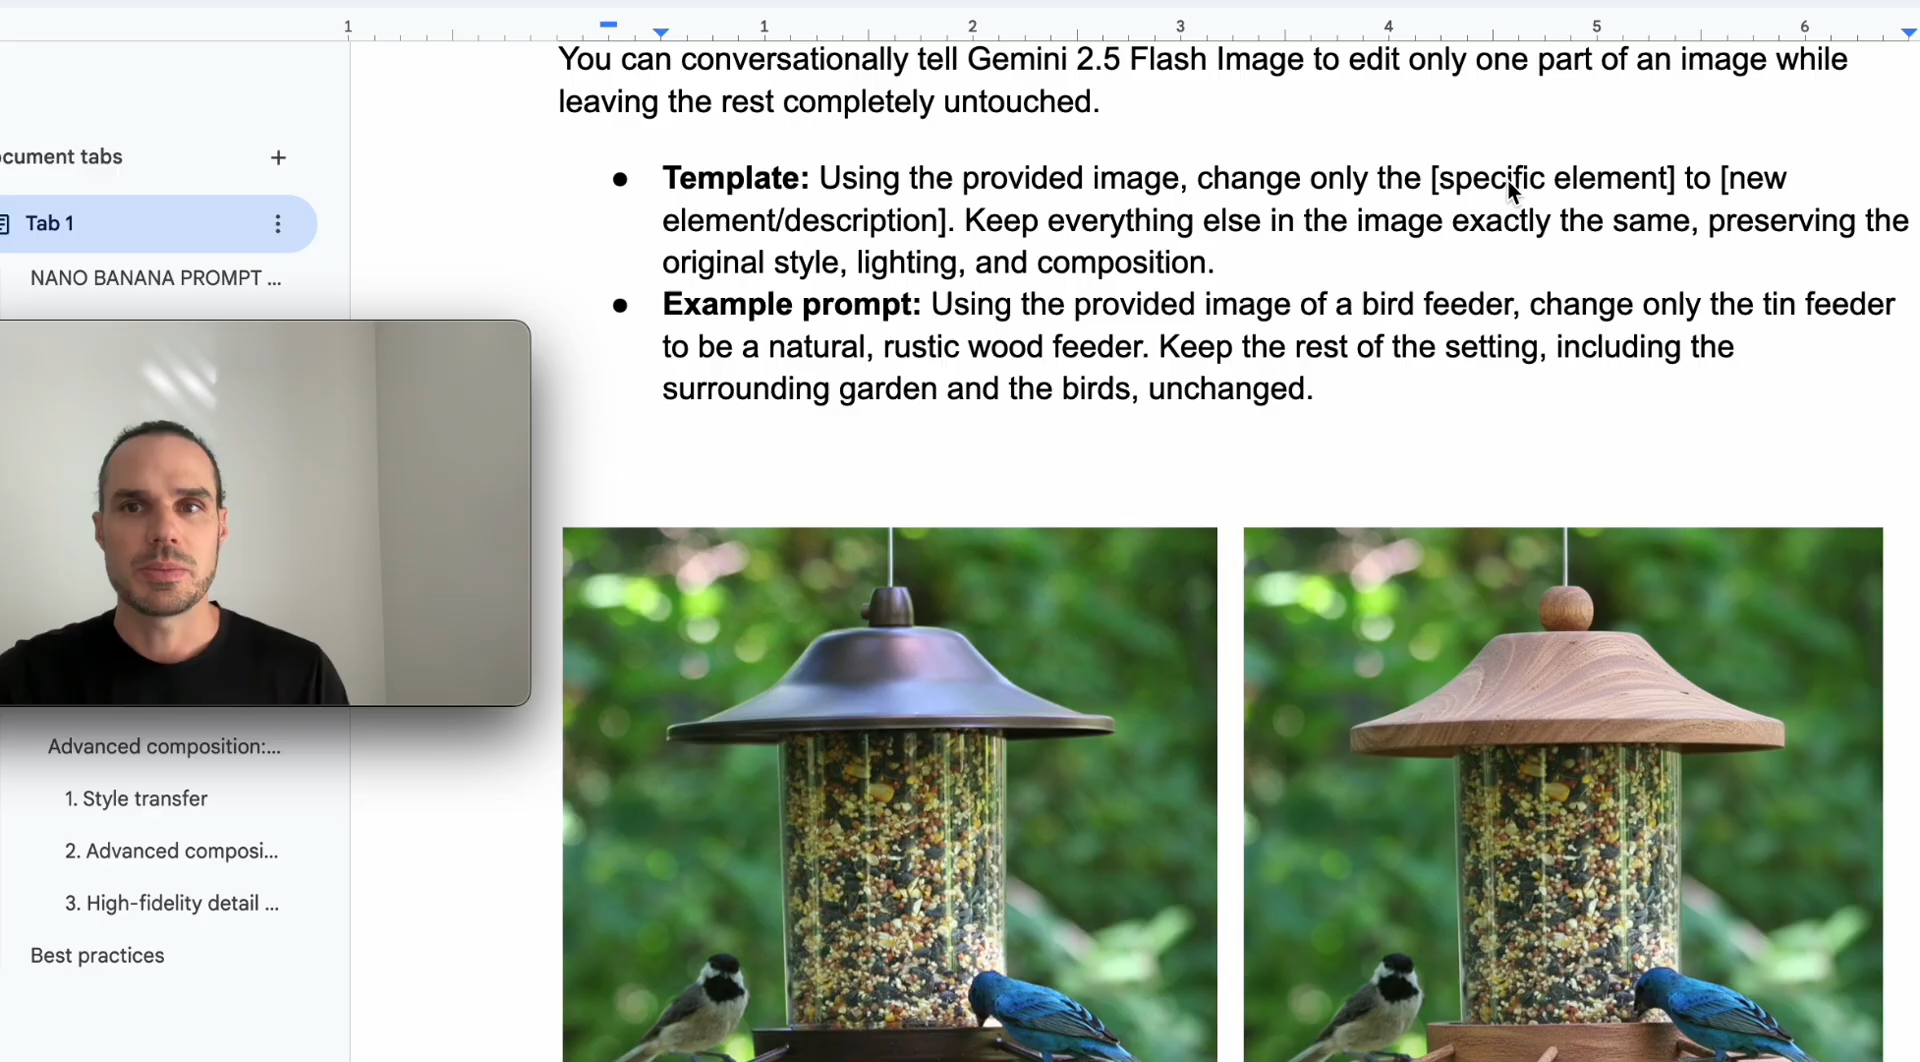 1 1 2 3 4 5 6
You can conversationally tell Gemini 2.5 Flash Image to edit only one part of an image while
leaving the rest completely untouched.
cument tabs +
Tab 1
NANO BANANA PROMPT ...
● Template: Using the provided image, change only the [specific element] to [new
element/description]. Keep everything else in the image exactly the same, preserving the
original style, lighting, and composition.
● Example prompt: Using the provided image of a bird feeder, change only the tin feeder
to be a natural, rustic wood feeder. Keep the rest of the setting, including the
surrounding garden and the birds, unchanged.
Advanced composition:...
1. Style transfer
2. Advanced composi...
3. High-fidelity detail ...
Best practices